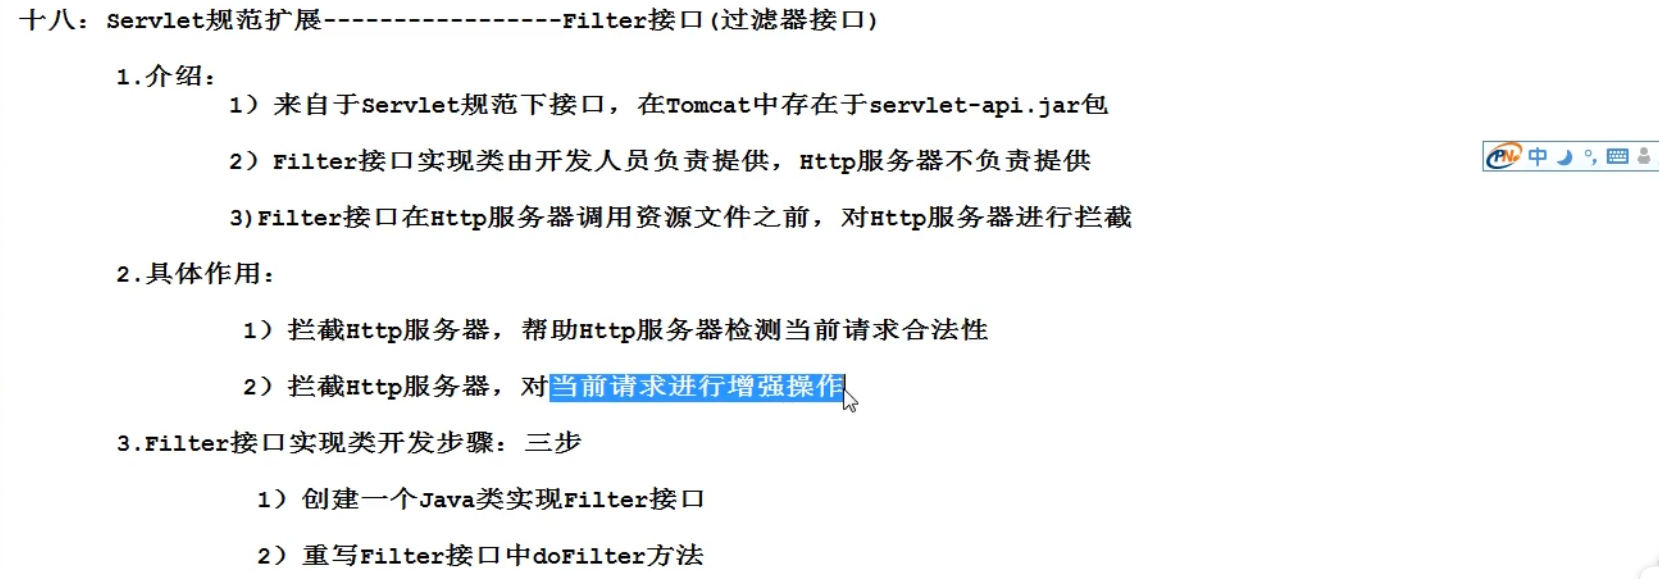 十八：Servlet规范扩展-----------------Filter接口(过滤器接口)
1.介绍：
1）来自于Servlet规范下接口，在Tomcat中存在于servlet-api.jar包
2）Filter接口实现类由开发人员负责提供，Http服务器不负责提供
3)Filter接口在Http服务器调用资源文件之前，对Http服务器进行拦截
中
2.具体作用：
1）拦截Http服务器，帮助Http服务器检测当前请求合法性
2）拦截Http服务器，对当前请求进行增强操作
3.Filter接口实现类开发步骤：三步
1）创建一个Java类实现Filter接口
2）重写Filter接口中doFilter方法